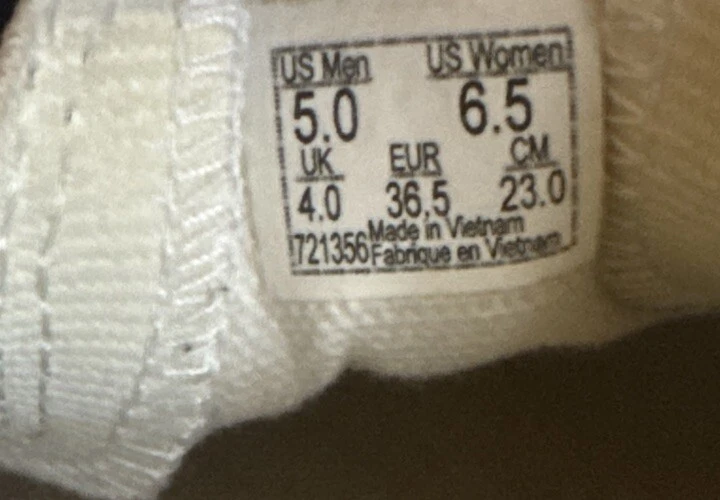 US Men US Women
5.0 6.5
UK EUR CM
4.0 36.5 23.0
721356 Made in Vietnam
Fabrique en Vietnam